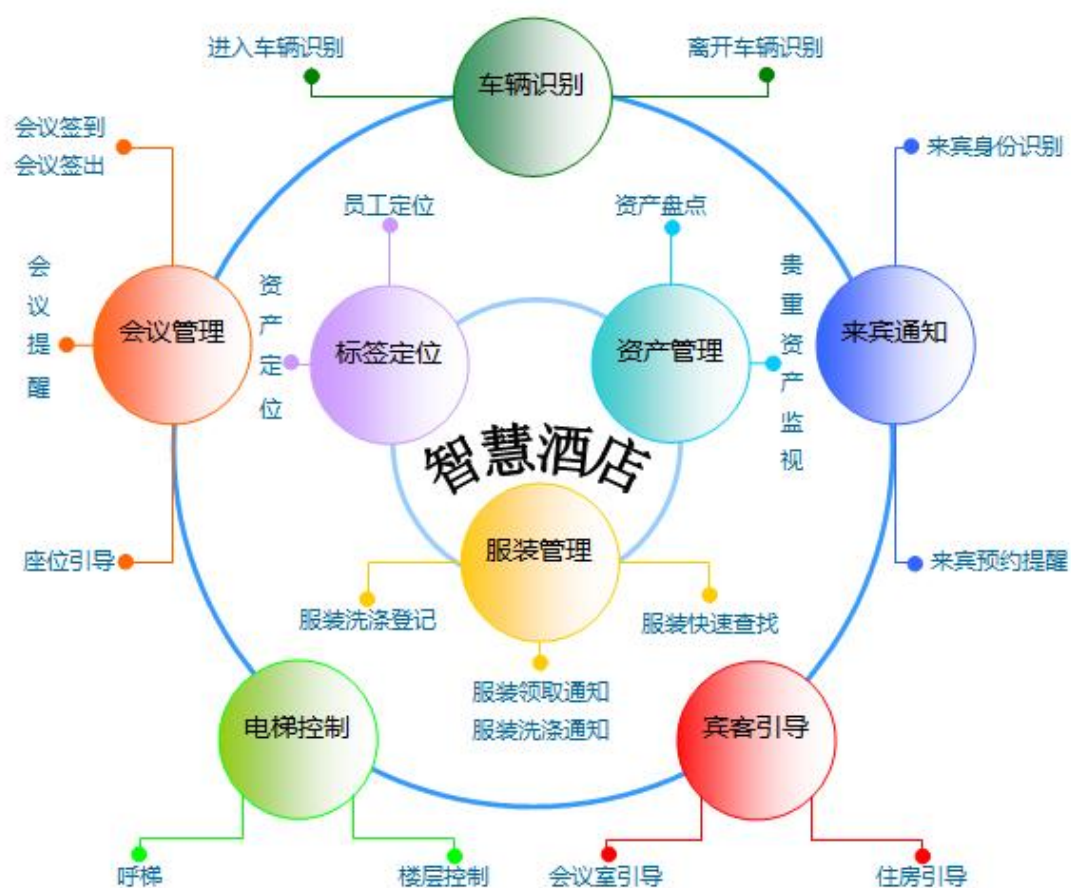 进入车辆识别
离开车辆识别
车辆识别
会议签到
会议签出
来宾身份识别
员工定位
资产盘点
会议提醒
会议管理
资产定位
标签定位
资产管理
贵重资产监视
来宾通知
智慧酒店
服装管理
座位引导
来宾预约提醒
服装洗涤登记
服装快速查找
服装领取通知
服装洗涤通知
电梯控制
宾客引导
呼梯
楼层控制
会议室引导
住房引导